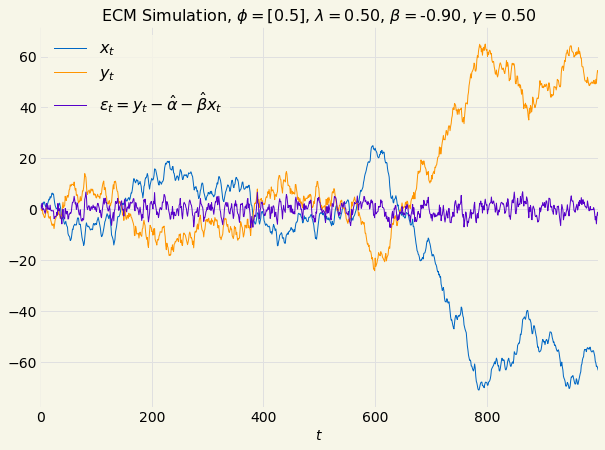 ECM Simulation, ϕ = [0.5], λ = 0.50, β = -0.90, γ = 0.50
x_t
y_t
ε_t = y_t − α̂ − β̂x_t
60
40
20
0
−20
−40
−60
0 200 400 600 800
t